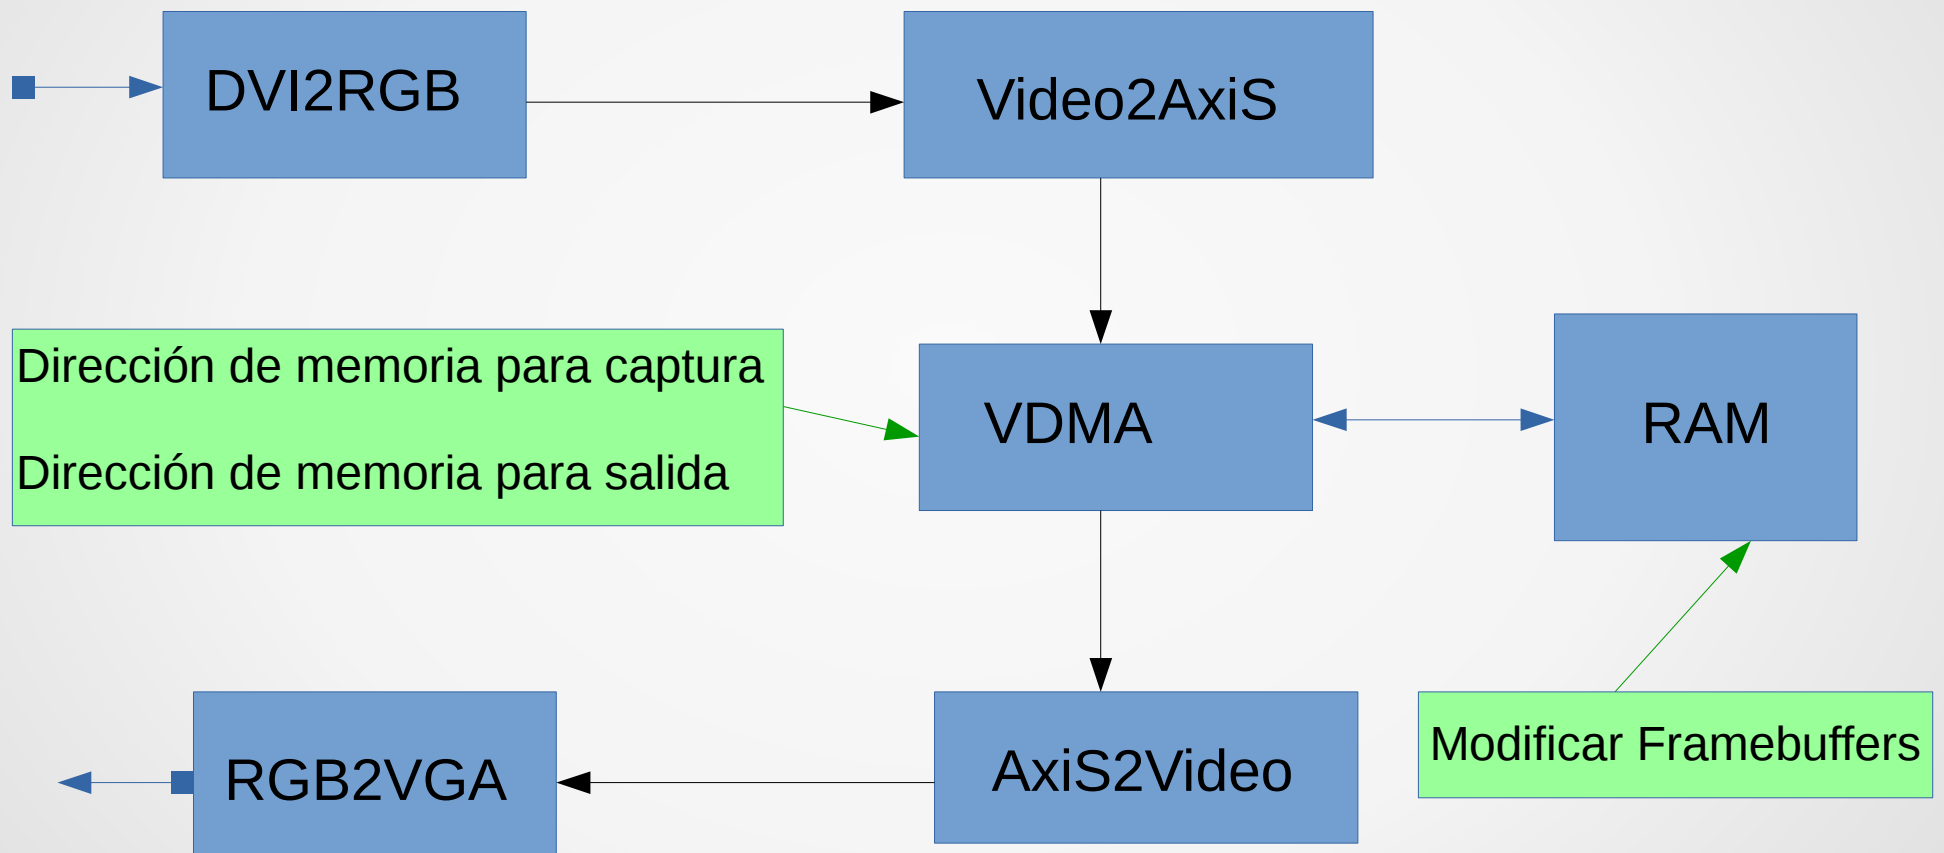 DVI2RGB
Video2AxiS
Dirección de memoria para captura
Dirección de memoria para salida
VDMA
RAM
RGB2VGA
AxiS2Video
Modificar Framebuffers